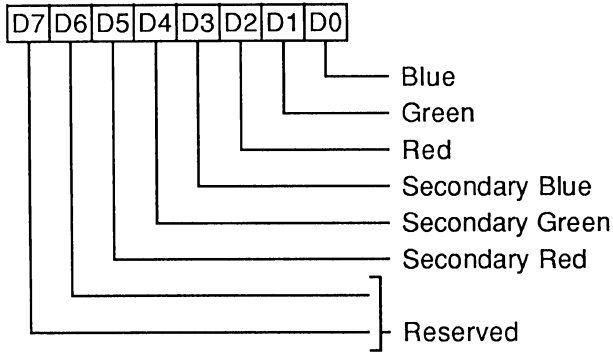 D7 D6 D5 D4 D3 D2 D1 D0
Blue
Green
Red
Secondary Blue
Secondary Green
Secondary Red
Reserved